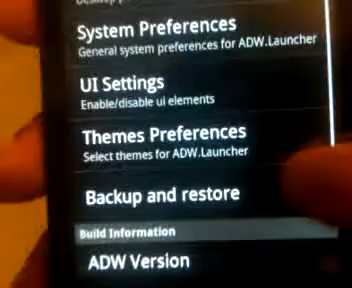 System Preferences
General system preferences for ADW.Launcher
UI Settings
Enable/disable ui elements
Themes Preferences
Select themes for ADW.Launcher
Backup and restore
Build Information
ADW Version